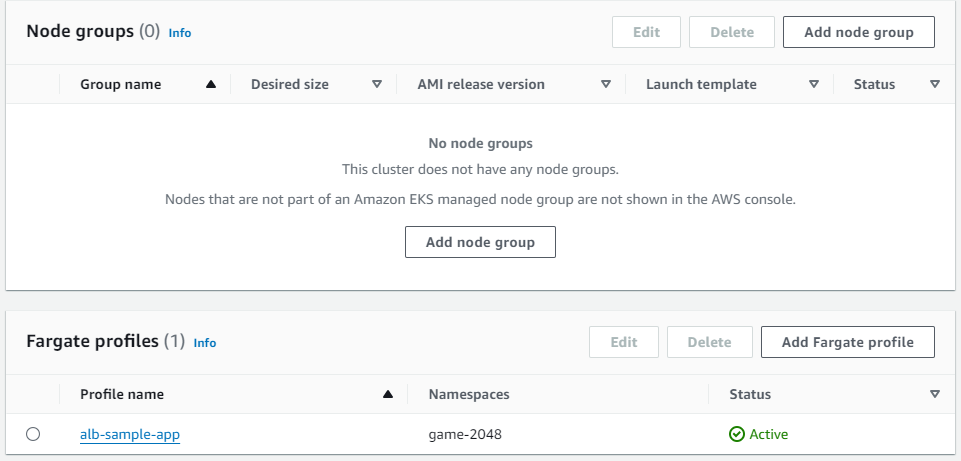 Node groups (0) Info Edit Delete Add node group
Group name Desired size AMI release version Launch template Status
No node groups
This cluster does not have any node groups.
Nodes that are not part of an Amazon EKS managed node group are not shown in the AWS console.
Add node group
Fargate profiles (1) Info Edit Delete Add Fargate profile
Profile name Namespaces Status
alb-sample-app game-2048 Active